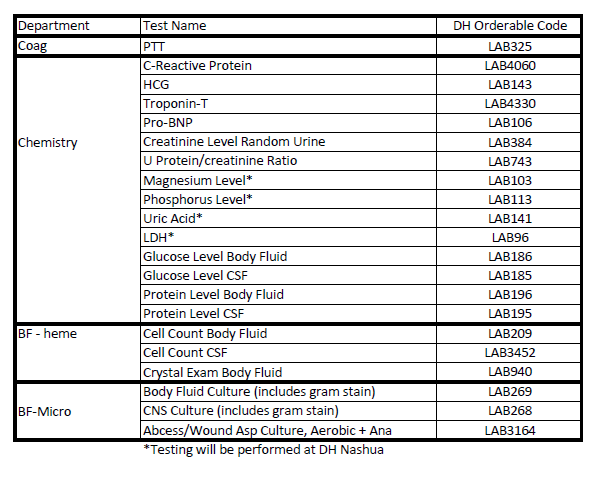 Department Test Name DH Orderable Code
Coag PTT LAB325
C-Reactive Protein LAB4060
HCG LAB143
Troponin-T LAB4330
Pro-BNP LAB106
Chemistry Creatinine Level Random Urine LAB384
U Protein/creatinine Ratio LAB743
Magnesium Level* LAB103
Phosphorus Level* LAB113
Uric Acid* LAB141
LDH* LAB96
Glucose Level Body Fluid LAB186
Glucose Level CSF LAB185
Protein Level Body Fluid LAB196
Protein Level CSF LAB195
BF - heme Cell Count Body Fluid LAB209
Cell Count CSF LAB3452
Crystal Exam Body Fluid LAB940
Body Fluid Culture (includes gram stain) LAB269
BF-Micro CNS Culture (includes gram stain) LAB268
Abcess/Wound Asp Culture, Aerobic + Ana LAB3164
*Testing will be performed at DH Nashua